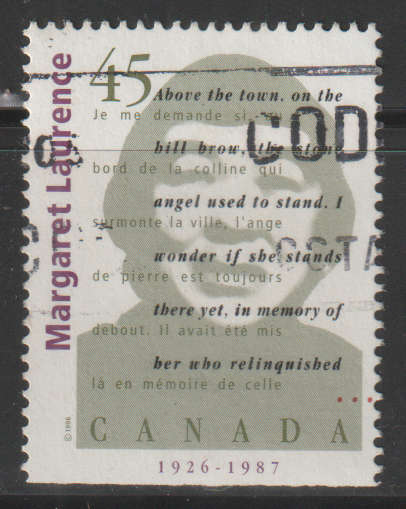 Margaret Laurence
45
Above the town, on the
Je me demande si
hill brow, the stone
bord de la colline qui
angel used to stand. I
surmonte la ville, l'ange
wonder if she stands
de pierre est toujours
there yet, in memory of
debout. Il avait été mis
her who relinquished
là en mémoire de celle
...
©1996
CANADA
1926-1987
COD